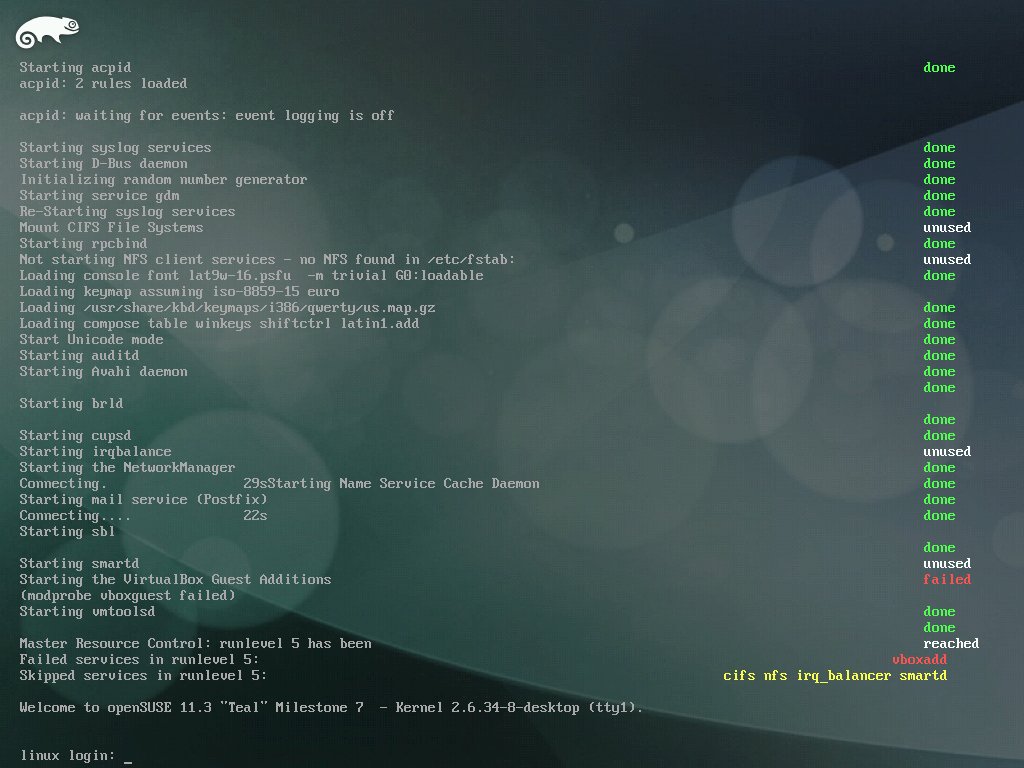 Starting acpid done
acpid: 2 rules loaded
acpid: waiting for events: event logging is off
Starting syslog services done
Starting D-Bus daemon done
Initializing random number generator done
Starting service gdm done
Re-Starting syslog services done
Mount CIFS File Systems unused
Starting rpcbind done
Not starting NFS client services - no NFS found in /etc/fstab: unused
Loading console font lat9w-16.psfu  -m trivial G0:loadable done
Loading keymap assuming iso-8859-15 euro
Loading /usr/share/kbd/keymaps/i386/qwerty/us.map.gz done
Loading compose table winkeys shiftctrl latin1.add done
Start Unicode mode done
Starting auditd done
Starting Avahi daemon done
done
Starting brld
done
Starting cupsd done
Starting irqbalance unused
Starting the NetworkManager done
Connecting. 29sStarting Name Service Cache Daemon done
Starting mail service (Postfix) done
Connecting.... 22s done
Starting sbl
done
Starting smartd unused
Starting the VirtualBox Guest Additions failed
(modprobe vboxguest failed)
Starting vmtoolsd done
done
Master Resource Control: runlevel 5 has been reached
Failed services in runlevel 5: vboxadd
Skipped services in runlevel 5: cifs nfs irq_balancer smartd
Welcome to openSUSE 11.3 "Teal" Milestone 7  - Kernel 2.6.34-8-desktop (tty1).
linux login: _